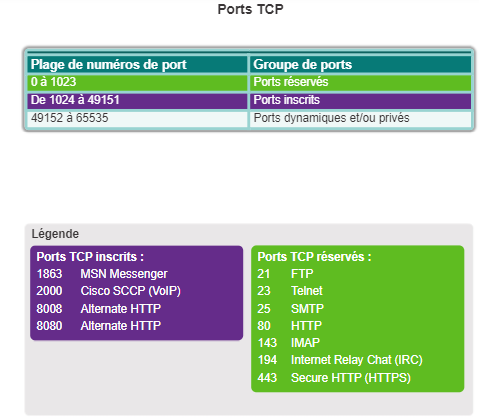 Ports TCP
Plage de numéros de port Groupe de ports
0 à 1023 Ports réservés
De 1024 à 49151 Ports inscrits
49152 à 65535 Ports dynamiques et/ou privés
Légende
Ports TCP inscrits :
1863 MSN Messenger
2000 Cisco SCCP (VoIP)
8008 Alternate HTTP
8080 Alternate HTTP
Ports TCP réservés :
21 FTP
23 Telnet
25 SMTP
80 HTTP
143 IMAP
194 Internet Relay Chat (IRC)
443 Secure HTTP (HTTPS)